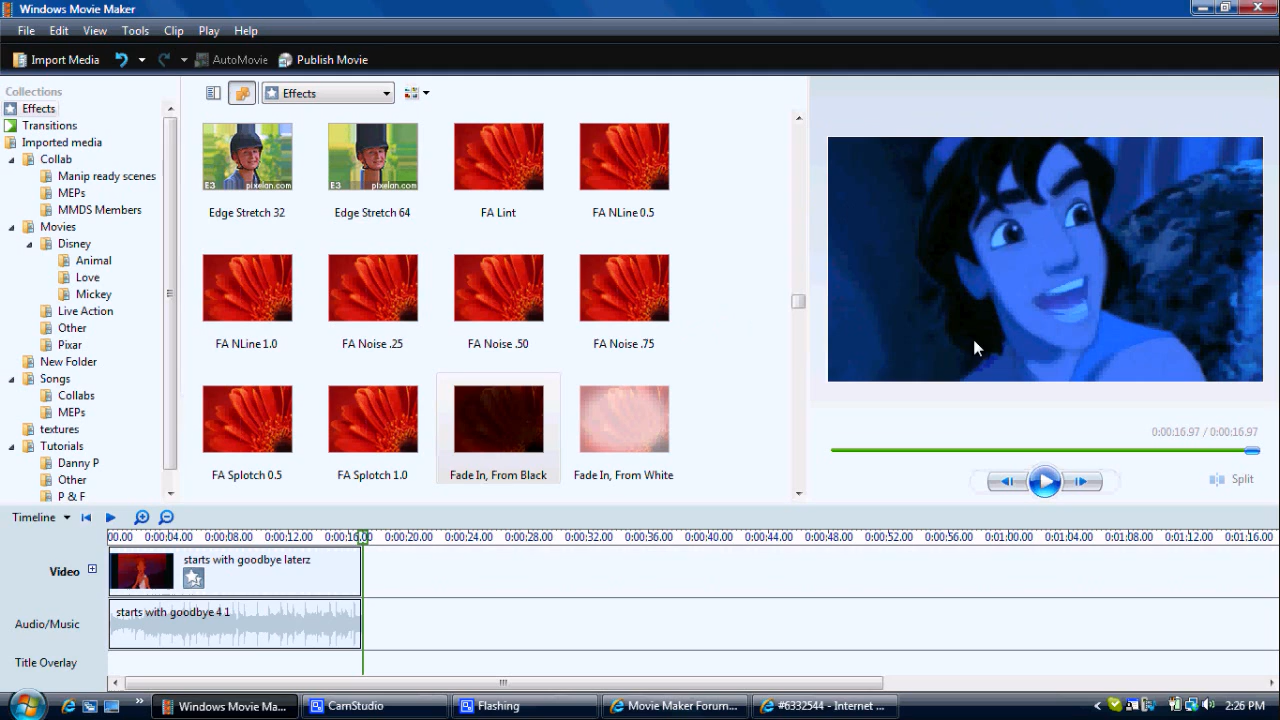 Windows Movie Maker
File Edit View Tools Clip Play Help
Import Media AutoMovie Publish Movie
Collections
Effects
Transitions
Imported media
Collab
Manip ready scenes
MEPs
MMDS Members
Movies
Disney
Animal
Love
Mickey
Live Action
Other
Pixar
New Folder
Songs
Collabs
MEPs
textures
Tutorials
Danny P
Other
P & F
Effects
E3 pixelan.com E3 pixelan.com
Edge Stretch 32 Edge Stretch 64 FA Lint FA NLine 0.5
FA NLine 1.0 FA Noise .25 FA Noise .50 FA Noise .75
FA Splotch 0.5 FA Splotch 1.0 Fade In, From Black Fade In, From White
0:00:16.97 / 0:00:16.97
Split
Timeline
00.00 0:00:04.00 0:00:08.00 0:00:12.00 0:00:16.00 0:00:20.00 0:00:24.00 0:00:28.00 0:00:32.00 0:00:36.00 0:00:40.00 0:00:44.00 0:00:48.00 0:00:52.00 0:00:56.00 0:01:00.00 0:01:04.00 0:01:08.00 0:01:12.00 0:01:16.00
Video
starts with goodbye laterz
Audio/Music
starts with goodbye 4 1
Title Overlay
Windows Movie Ma... CamStudio Flashing Movie Maker Forum... #6332544 - Internet ... 2:26 PM